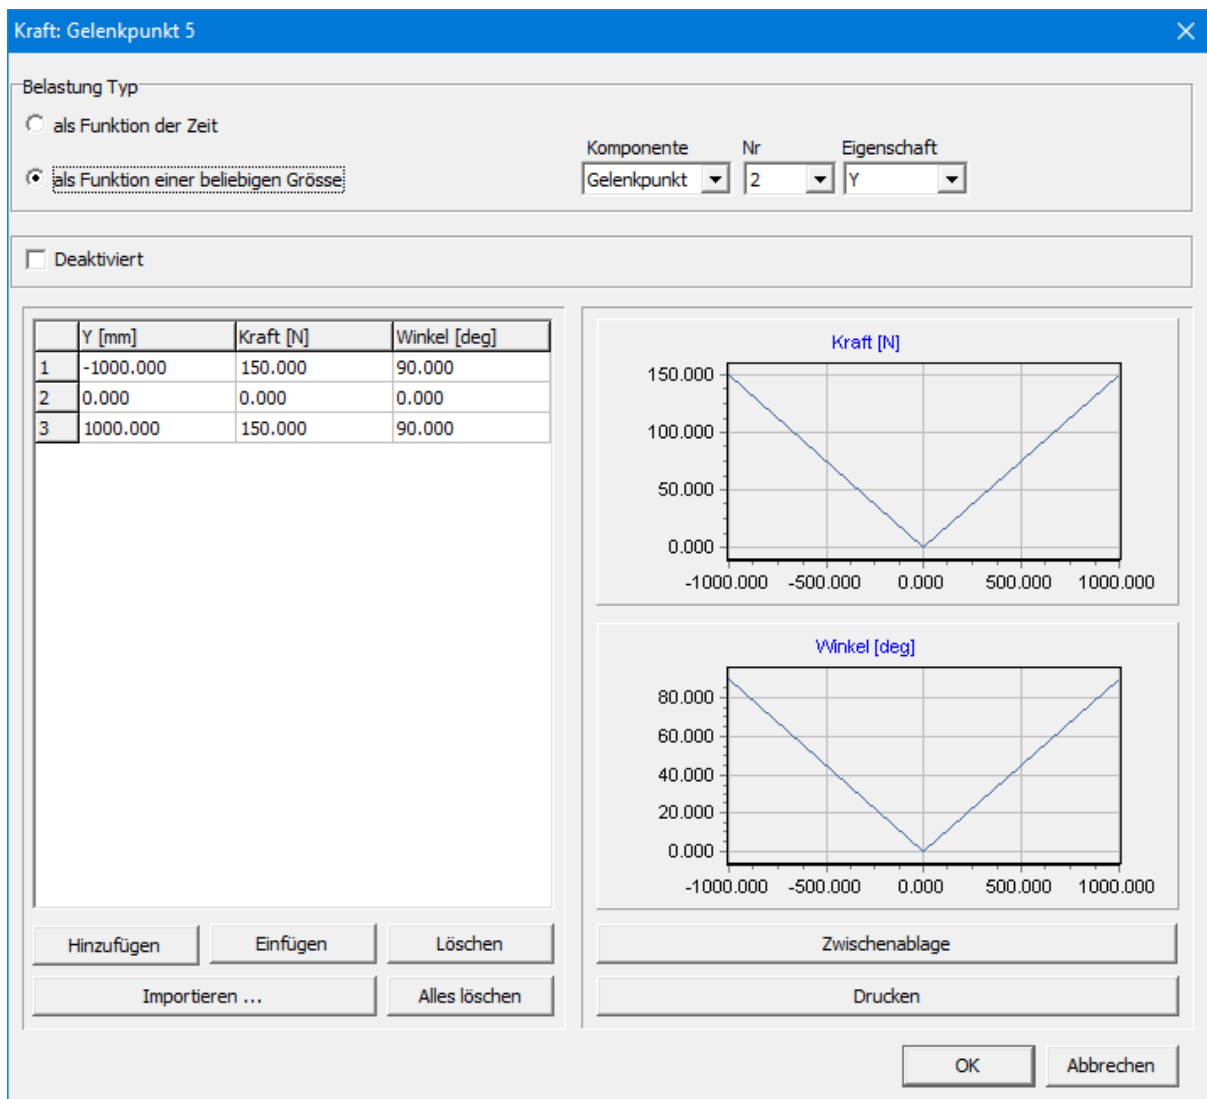 Kraft: Gelenkpunkt 5
Belastung Typ
als Funktion der Zeit
Komponente Nr Eigenschaft
als Funktion einer beliebigen Grösse Gelenkpunkt 2 Y
Deaktiviert
Y [mm] Kraft [N] Winkel [deg]
1 -1000.000 150.000 90.000
2 0.000 0.000 0.000
3 1000.000 150.000 90.000
Hinzufügen Einfügen Löschen
Importieren ... Alles löschen
Kraft [N]
150.000
100.000
50.000
0.000
-1000.000 -500.000 0.000 500.000 1000.000
Winkel [deg]
80.000
60.000
40.000
20.000
0.000
-1000.000 -500.000 0.000 500.000 1000.000
Zwischenablage
Drucken
OK Abbrechen